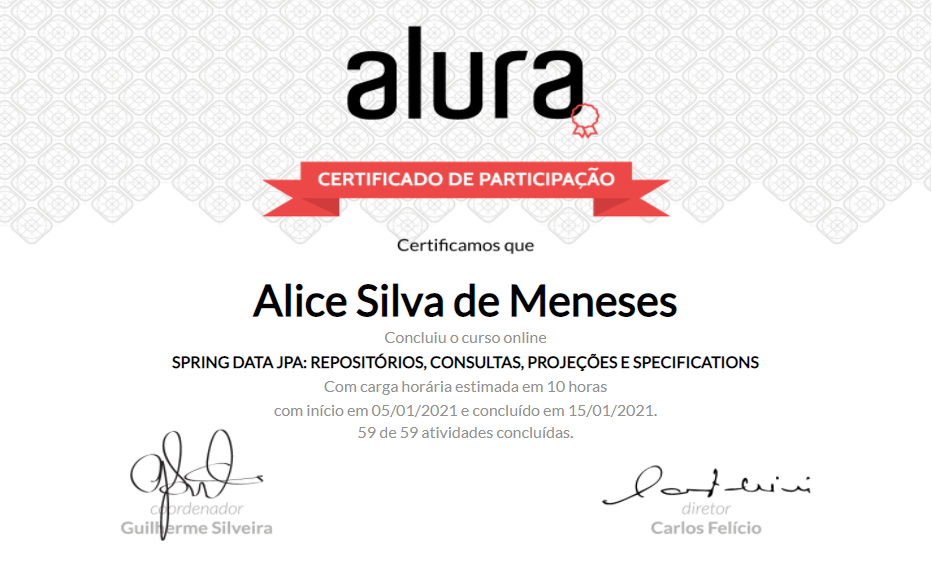 alura
CERTIFICADO DE PARTICIPAÇÃO
Certificamos que
Alice Silva de Meneses
Concluiu o curso online
SPRING DATA JPA: REPOSITÓRIOS, CONSULTAS, PROJEÇÕES E SPECIFICATIONS
Com carga horária estimada em 10 horas
com início em 05/01/2021 e concluído em 15/01/2021.
59 de 59 atividades concluídas.
coordenador
Guilherme Silveira
diretor
Carlos Felício